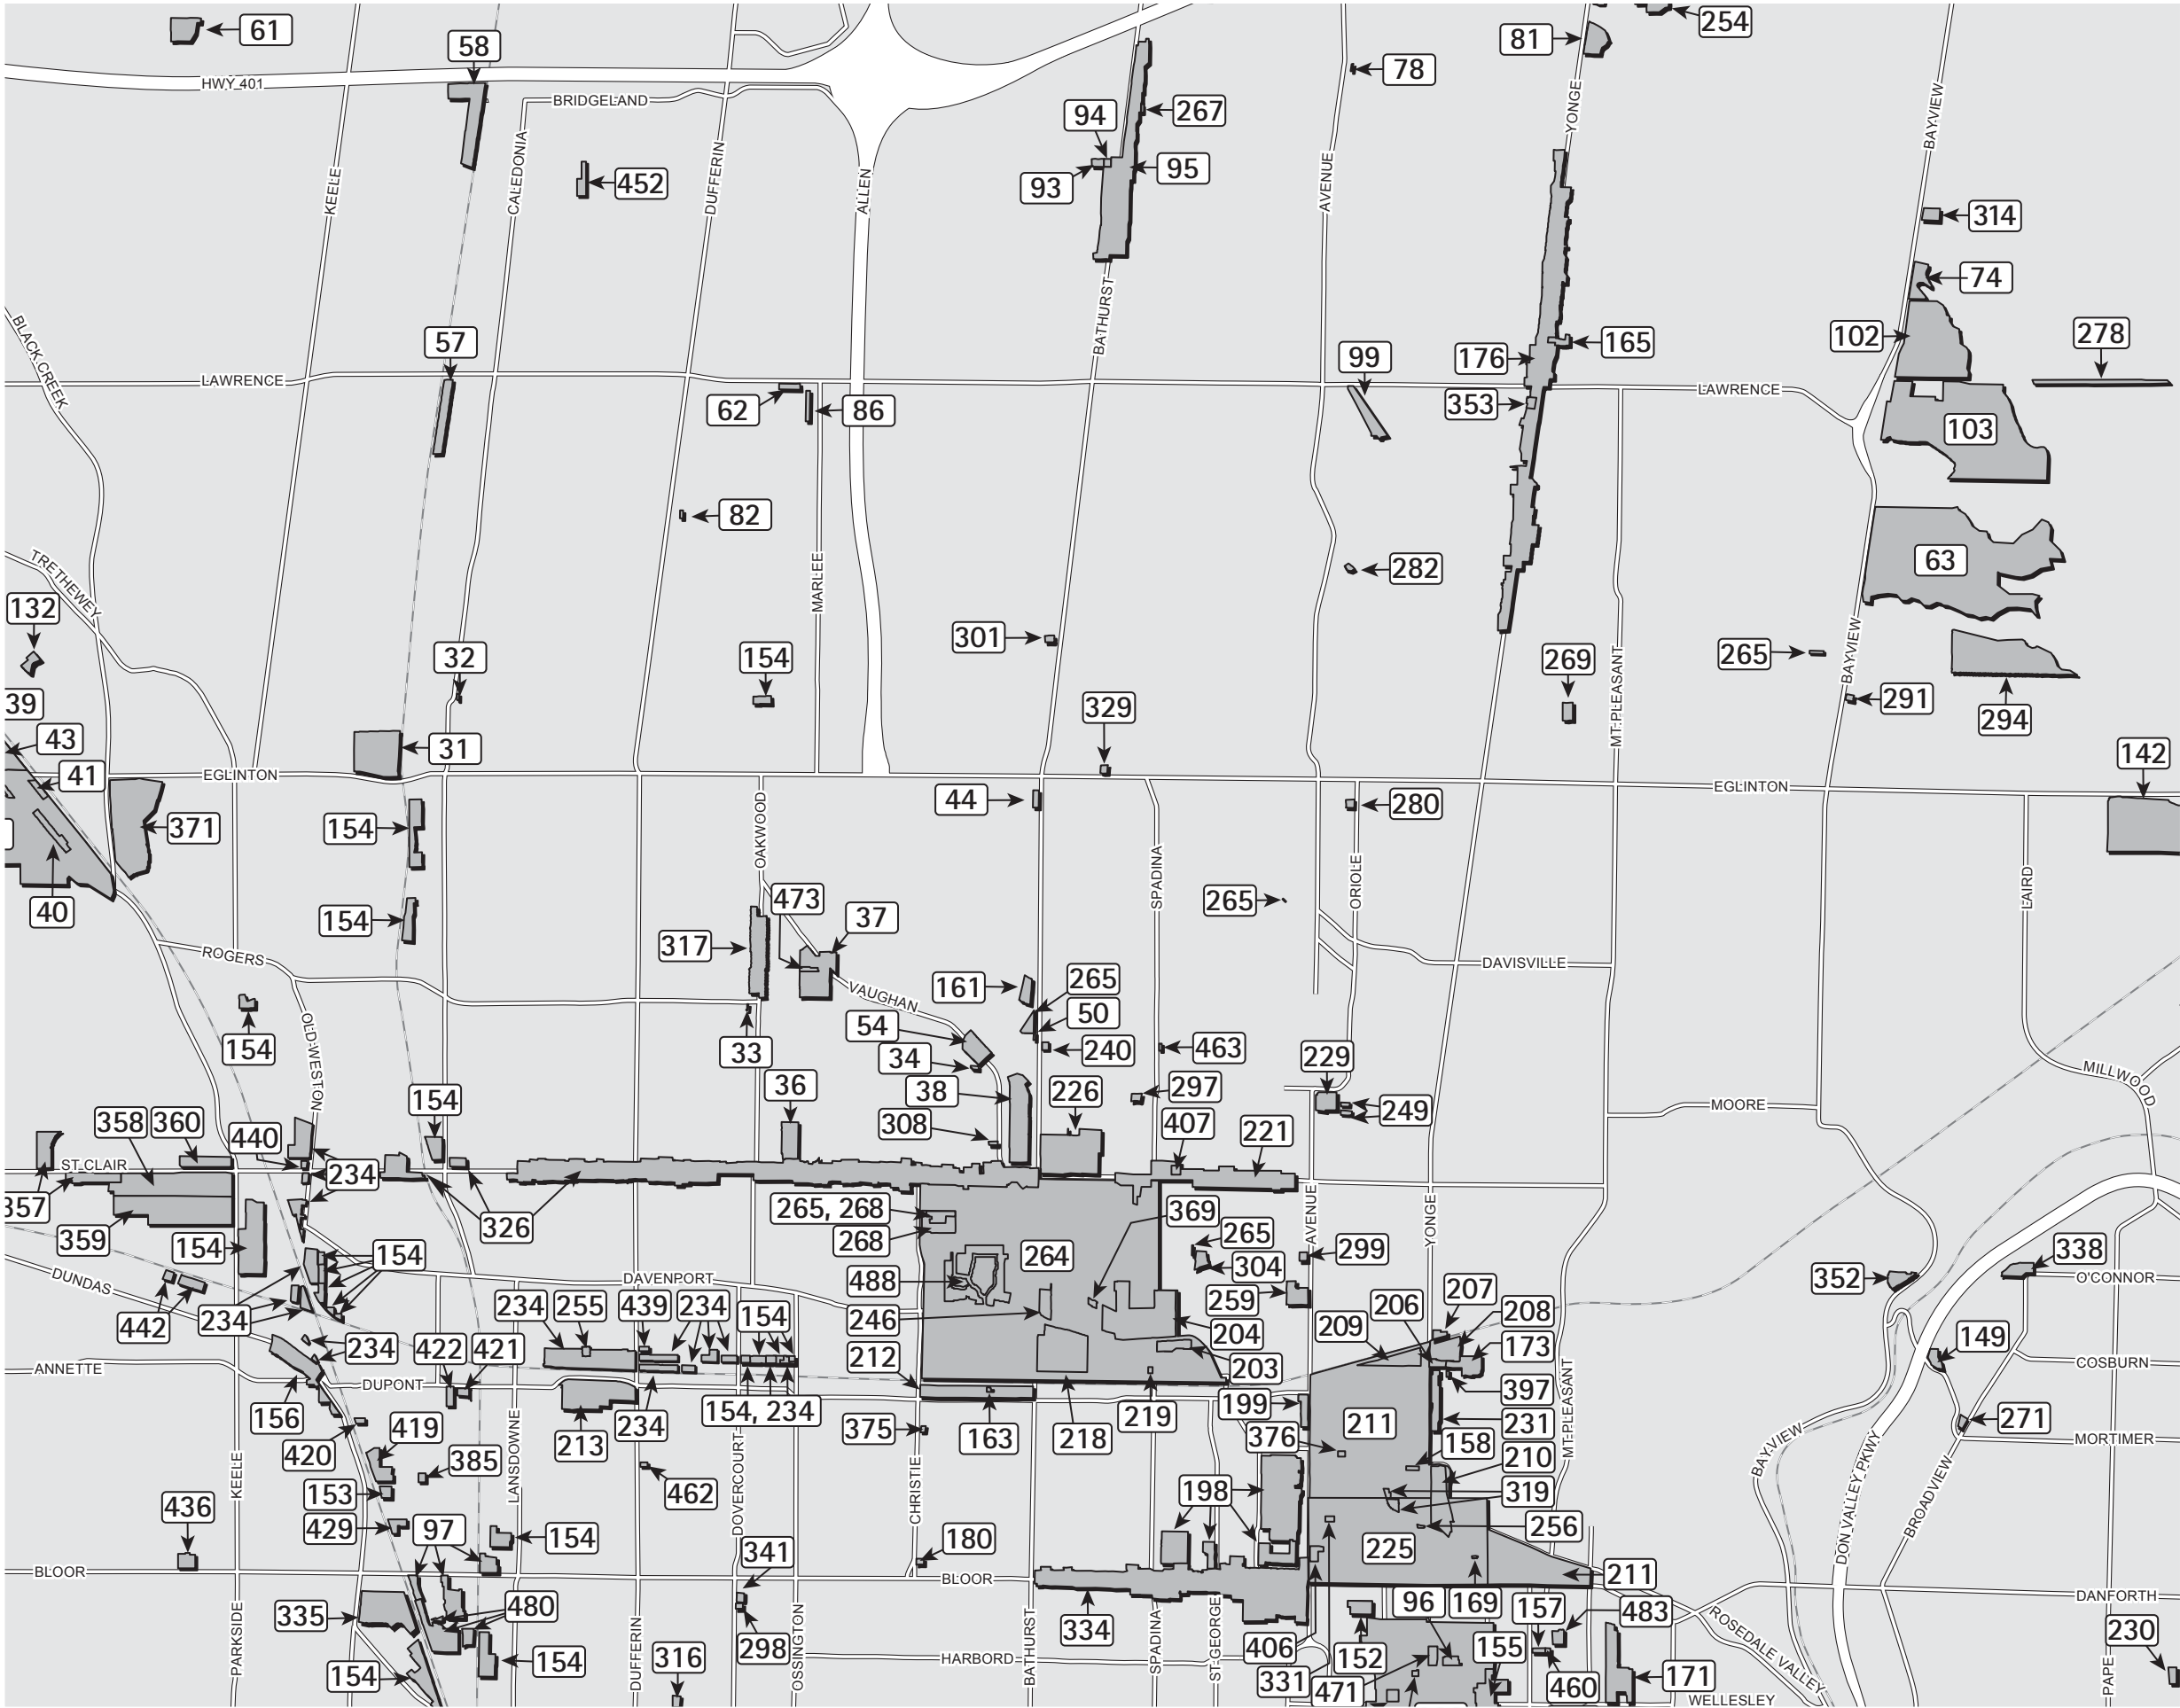 61
58
81
254
78
HWY 401
BRIDGELAND
94
267
YONGE
BAYVIEW
KEELE
CALEDONIA
452
DUFFERIN
ALLEN
93
95
AVENUE
314
74
BLACK CREEK
57
BATHURST
99
176
165
102
278
LAWRENCE
LAWRENCE
62
86
353
103
82
TRETHEWEY
MARLEE
282
63
132
32
154
301
269
MT.PLEASANT
265
BAYVIEW
291
294
39
43
31
329
142
41
EGLINTON
EGLINTON
371
154
OAKWOOD
44
280
SPADINA
ORIOLE
LAIRD
40
154
473
37
265
317
ROGERS
DAVISVILLE
161
265
VAUGHAN
50
154
OLD WESTON
33
54
34
240
463
229
MILLWOOD
358
360
440
154
36
38
308
226
297
407
221
249
MOORE
ST CLAIR
357
234
326
359
154
265, 268
268
264
369
265
304
AVENUE
299
YONGE
338
DUNDAS
442
154
234
DAVENPORT
488
246
259
352
O'CONNOR
234
255
439
234
154
204
206
207
209
208
173
149
COSBURN
ANNETTE
234
422
421
DUPONT
212
203
156
213
234
154, 234
375
163
218
219
199
376
211
397
231
158
MT.PLEASANT
BAYVIEW
271
MORTIMER
420
419
385
LANSDOWNE
462
DOVERCOURT
CHRISTIE
198
210
319
DON VALLEY PKWY
BROADVIEW
KEELE
153
436
429
97
154
341
180
225
256
BLOOR
BLOOR
211
DANFORTH
335
PARKSIDE
480
154
298
OSSINGTON
DUFFERIN
316
BATHURST
334
SPADINA
ST.GEORGE
HARBORD
406
331
96
169
157
483
152
155
471
460
171
ROSEDALE VALLEY
WELLESLEY
230
PAPE
154